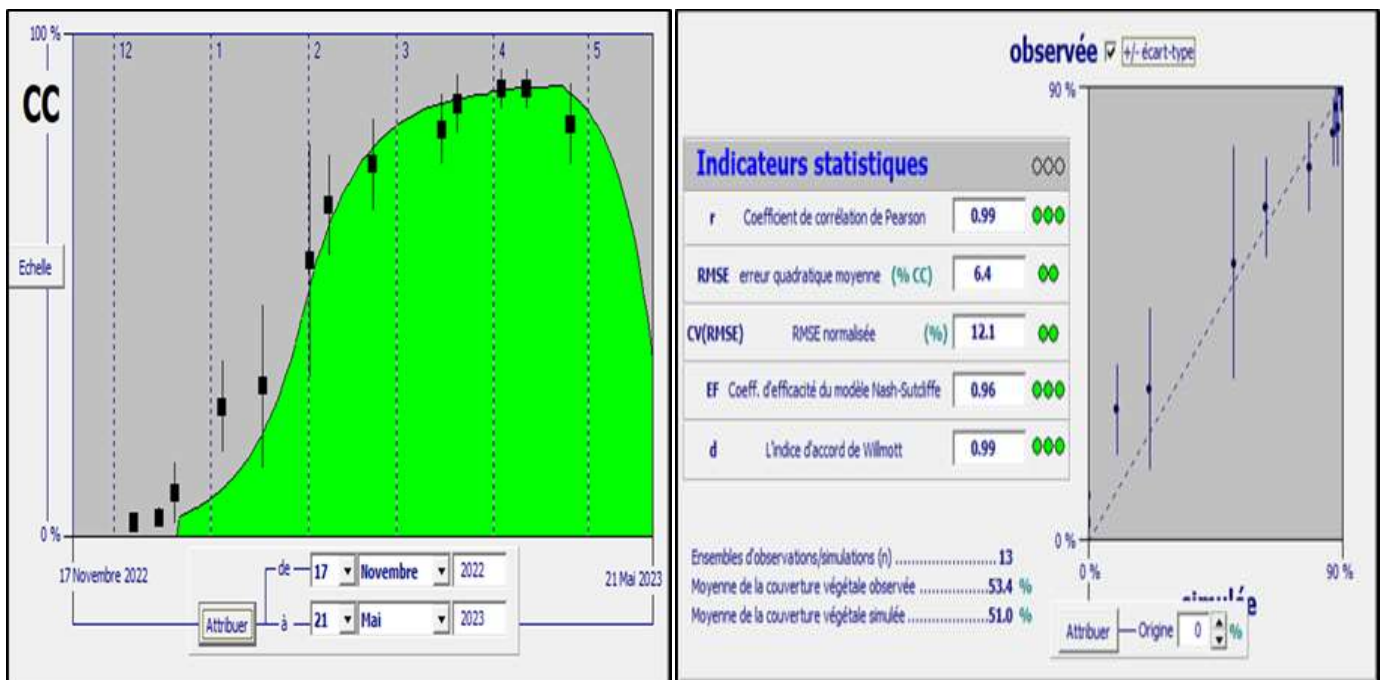 100 %
12 1 2 3 4 5
CC
Echelle
0 %
17 Novembre 2022
21 Mai 2023
de 17 Novembre 2022
Attribuer
à 21 Mai 2023
observée +/- écart-type
90 %
Indicateurs statistiques
r Coefficient de corrélation de Pearson 0.99
RMSE erreur quadratique moyenne (% CC) 6.4
CV(RMSE) RMSE normalisée (%) 12.1
EF Coeff. d'efficacité du modèle Nash-Sutcliffe 0.96
d L'indice d'accord de Willmott 0.99
0 %
0 % 90 %
simulée
Ensembles d'observations/simulations (n) ........................ 13
Moyenne de la couverture végétale observée ................. 53.4 %
Moyenne de la couverture végétale simulée ................... 51.0 %
Attribuer Origine 0 %